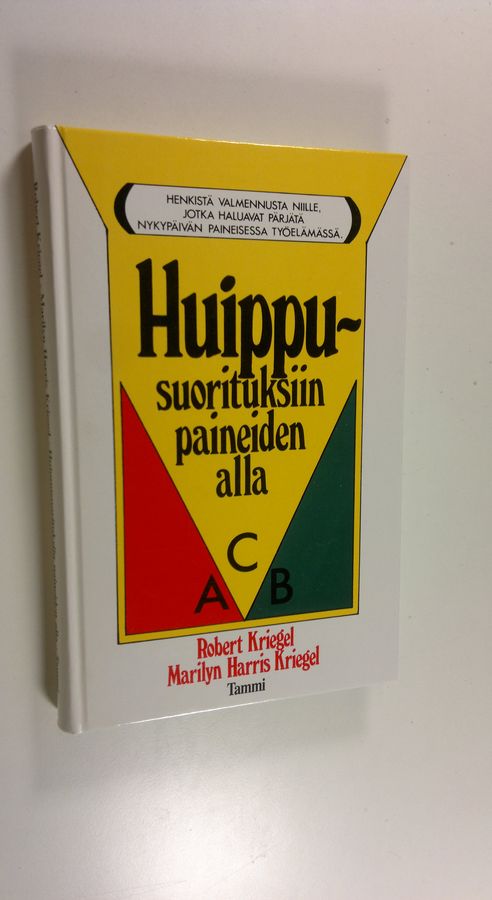 HENKISTÄ VALMENNUSTA NIILLE,
JOTKA HALUAVAT PÄRJÄTÄ
NYKYPÄIVÄN PAINEISESSA TYÖELÄMÄSSÄ.
Huippu-
suorituksiin
paineiden
alla
C
A B
Robert Kriegel
Marilyn Harris Kriegel
Tammi